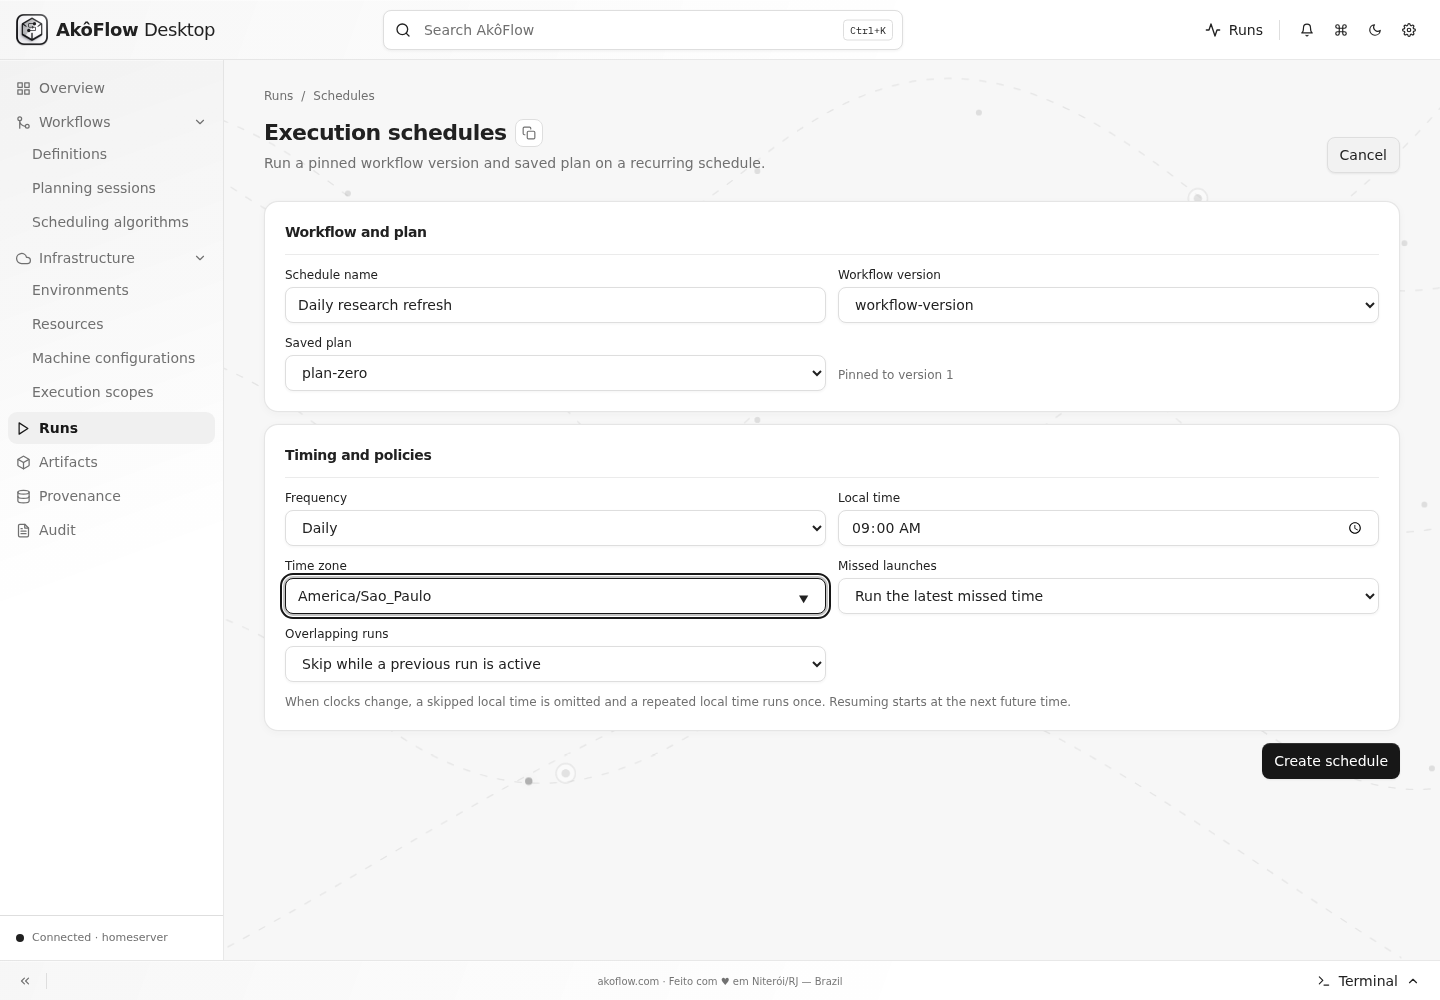 AkôFlow Desktop
Search AkôFlow
Ctrl+K
Runs
Overview
Workflows
Definitions
Planning sessions
Scheduling algorithms
Infrastructure
Environments
Resources
Machine configurations
Execution scopes
Runs
Artifacts
Provenance
Audit
Connected · homeserver
Runs / Schedules
Execution schedules
Run a pinned workflow version and saved plan on a recurring schedule.
Cancel
Workflow and plan
Schedule name
Daily research refresh
Workflow version
workflow-version
Saved plan
plan-zero
Pinned to version 1
Timing and policies
Frequency
Daily
Local time
09:00 AM
Time zone
America/Sao_Paulo
Missed launches
Run the latest missed time
Overlapping runs
Skip while a previous run is active
When clocks change, a skipped local time is omitted and a repeated local time runs once. Resuming starts at the next future time.
Create schedule
akoflow.com · Feito com ♥ em Niterói/RJ — Brazil
Terminal